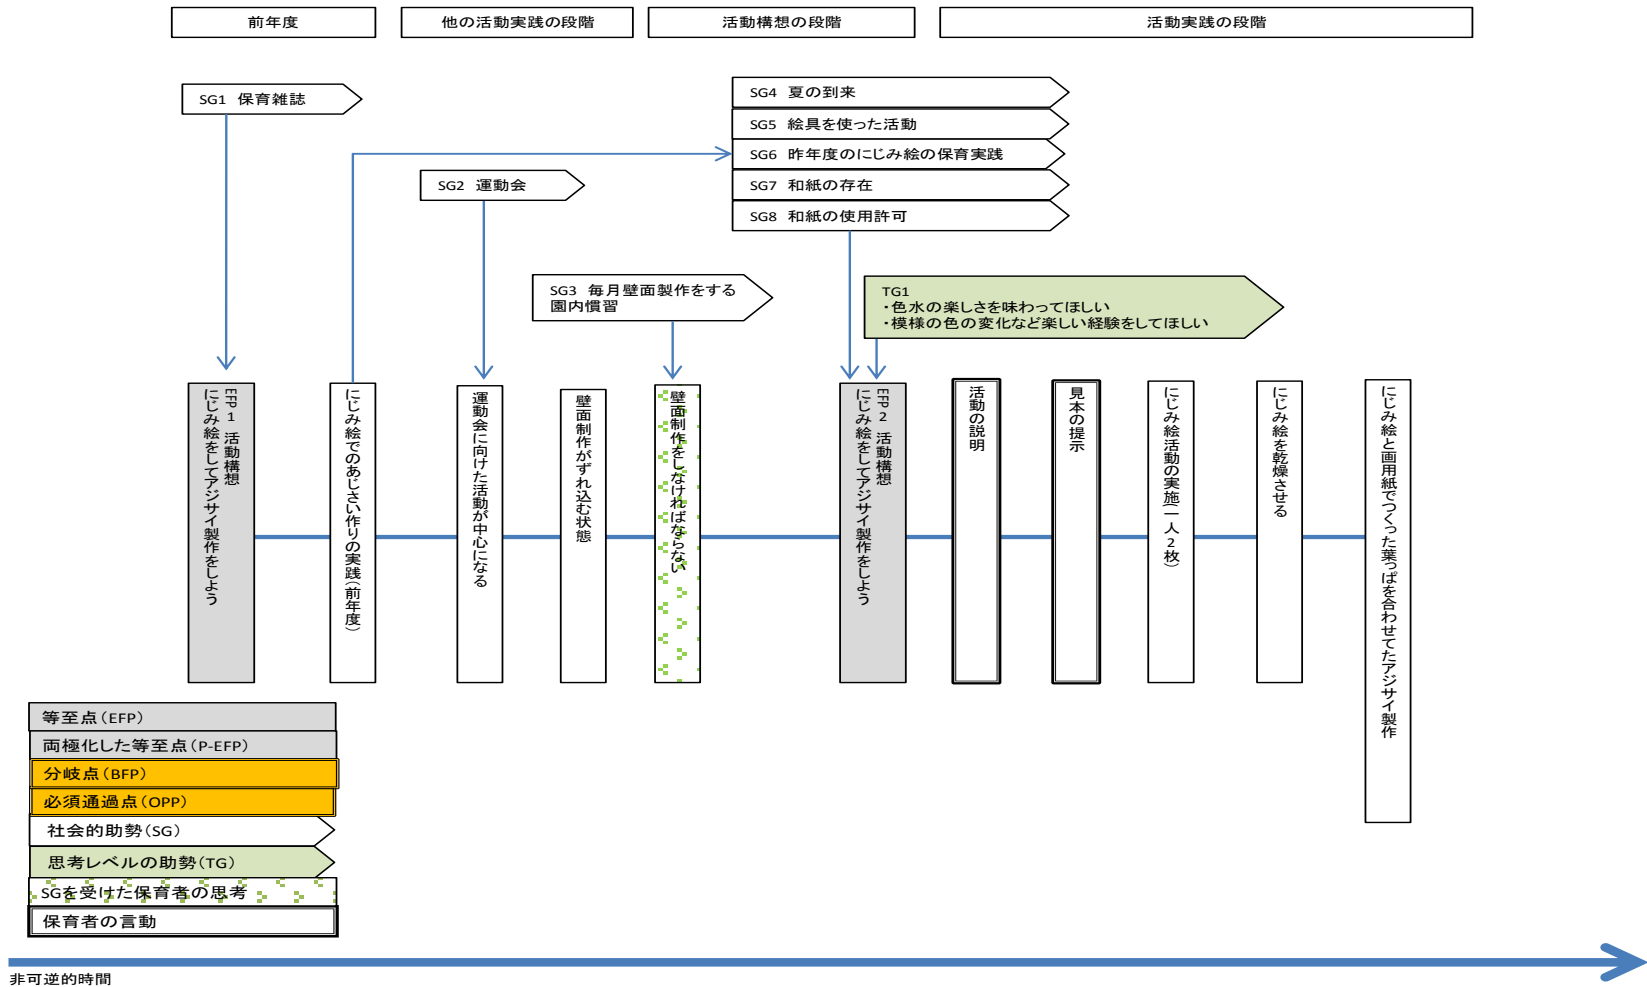 前年度
他の活動実践の段階
活動構想の段階
活動実践の段階
SG1 保育雑誌
SG4 夏の到来
SG5 絵具を使った活動
SG6 昨年度のにじみ絵の保育実践
SG7 和紙の存在
SG8 和紙の使用許可
SG2 運動会
SG3 毎月壁面製作をする
園内慣習
TG1
・色水の楽しさを味わってほしい
・模様の色の変化など楽しい経験をしてほしい
EFP1 活動構想
にじみ絵をしてアジサイ製作をしよう
にじみ絵でのあじさい作りの実践(前年度)
運動会に向けた活動が中心になる
壁面制作がずれ込む状態
壁面制作をしなければならない
EFP2 活動構想
にじみ絵をしてアジサイ製作をしよう
活動の説明
見本の提示
にじみ絵活動の実施(一人2枚)
にじみ絵を乾燥させる
にじみ絵と画用紙でつくった葉っぱを合わせてたアジサイ製作
等至点(EFP)
両極化した等至点(P-EFP)
分岐点(BFP)
必須通過点(OPP)
社会的助勢(SG)
思考レベルの助勢(TG)
SGを受けた保育者の思考
保育者の言動
非可逆的時間